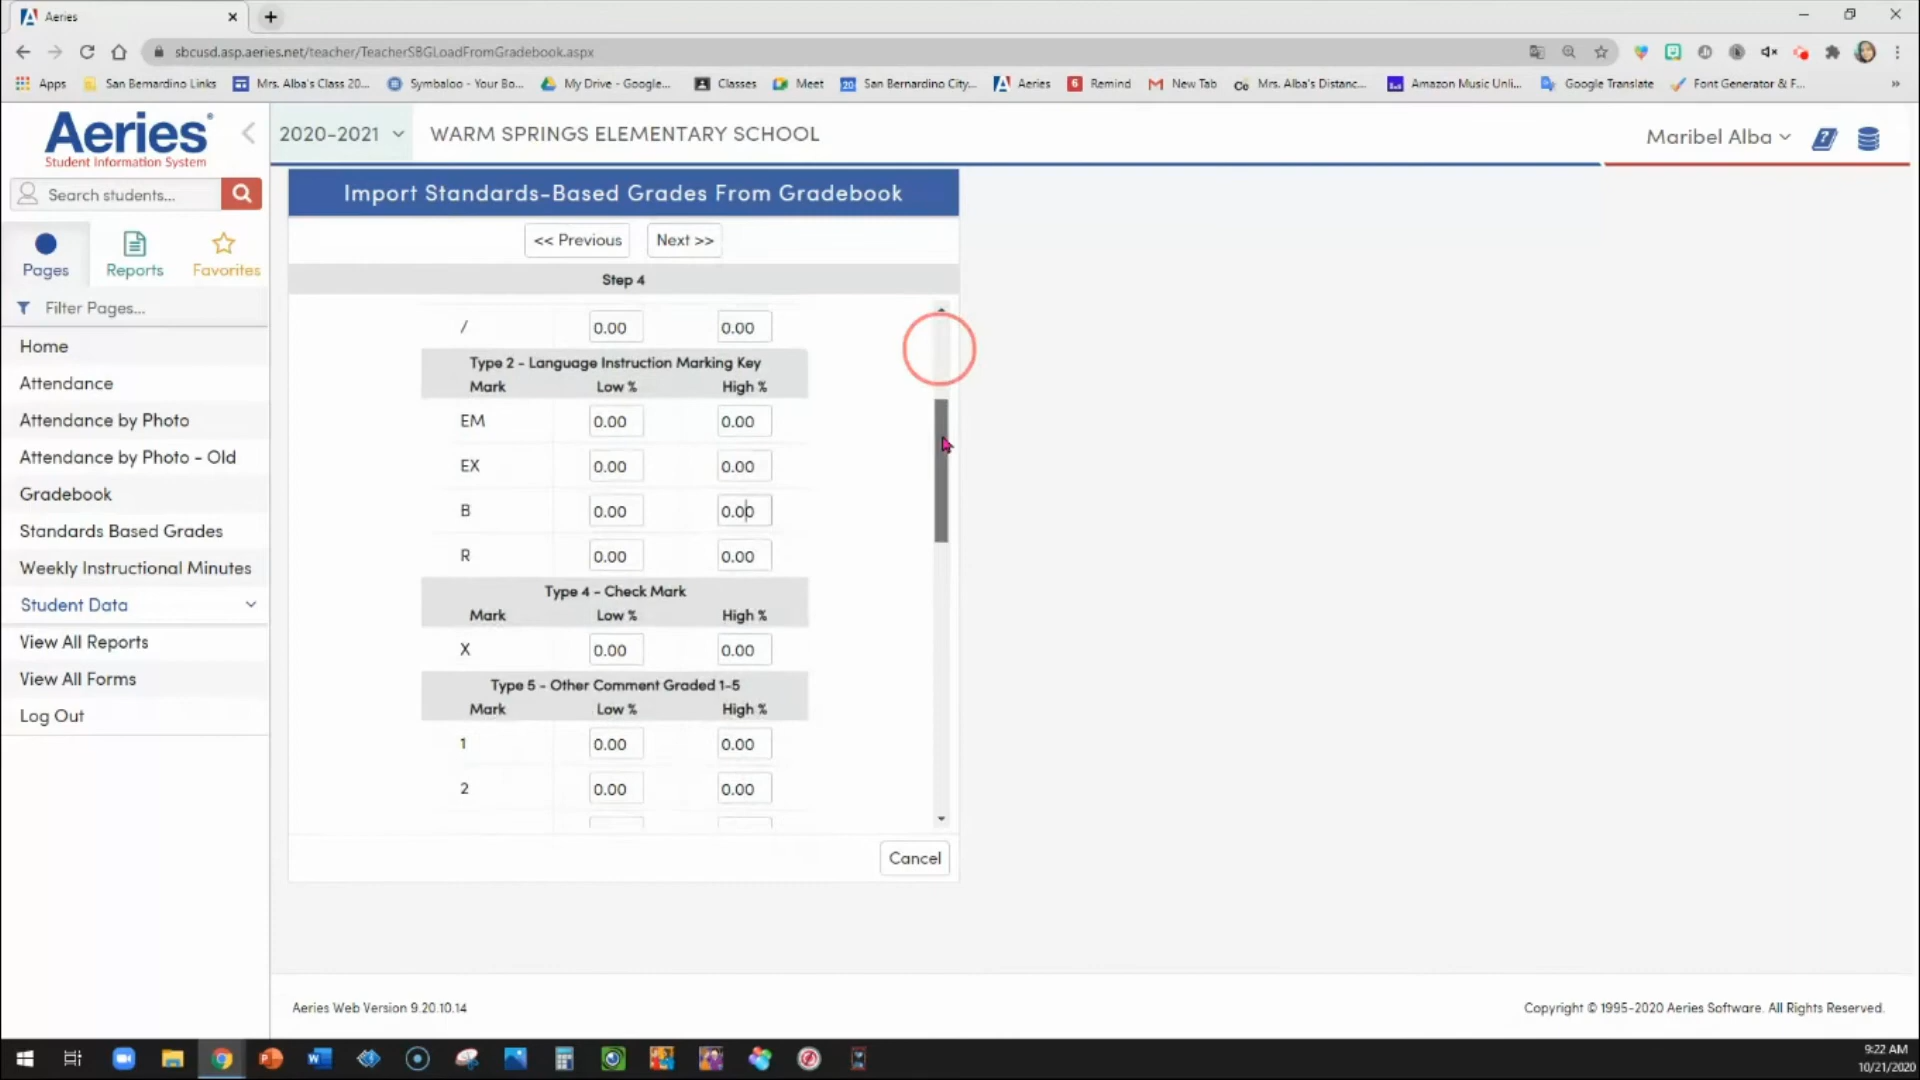 Aeries
sbcusd.asp.aeries.net/teacher/TeacherSBGLoadFromGradebook.aspx
Apps San Bernardino Links Mrs. Alba's Class 20... Symbaloo - Your Bo... My Drive - Google... Classes Meet 20 San Bernardino City... Aeries 6 Remind New Tab Mrs. Alba's Distanc... Amazon Music Unli... Google Translate Font Generator & F... »
Aeries
Student Information System
2020-2021 WARM SPRINGS ELEMENTARY SCHOOL
Maribel Alba
Search students...
Pages Reports Favorites
Filter Pages...
Home
Attendance
Attendance by Photo
Attendance by Photo - Old
Gradebook
Standards Based Grades
Weekly Instructional Minutes
Student Data
View All Reports
View All Forms
Log Out
Import Standards-Based Grades From Gradebook
<< Previous Next >>
Step 4
/ 0.00 0.00
Type 2 - Language Instruction Marking Key
Mark Low % High %
EM 0.00 0.00
EX 0.00 0.00
B 0.00 0.00
R 0.00 0.00
Type 4 - Check Mark
Mark Low % High %
X 0.00 0.00
Type 5 - Other Comment Graded 1-5
Mark Low % High %
1 0.00 0.00
2 0.00 0.00
Cancel
Aeries Web Version 9.20.10.14
Copyright © 1995-2020 Aeries Software. All Rights Reserved.
9:22 AM
10/21/2020